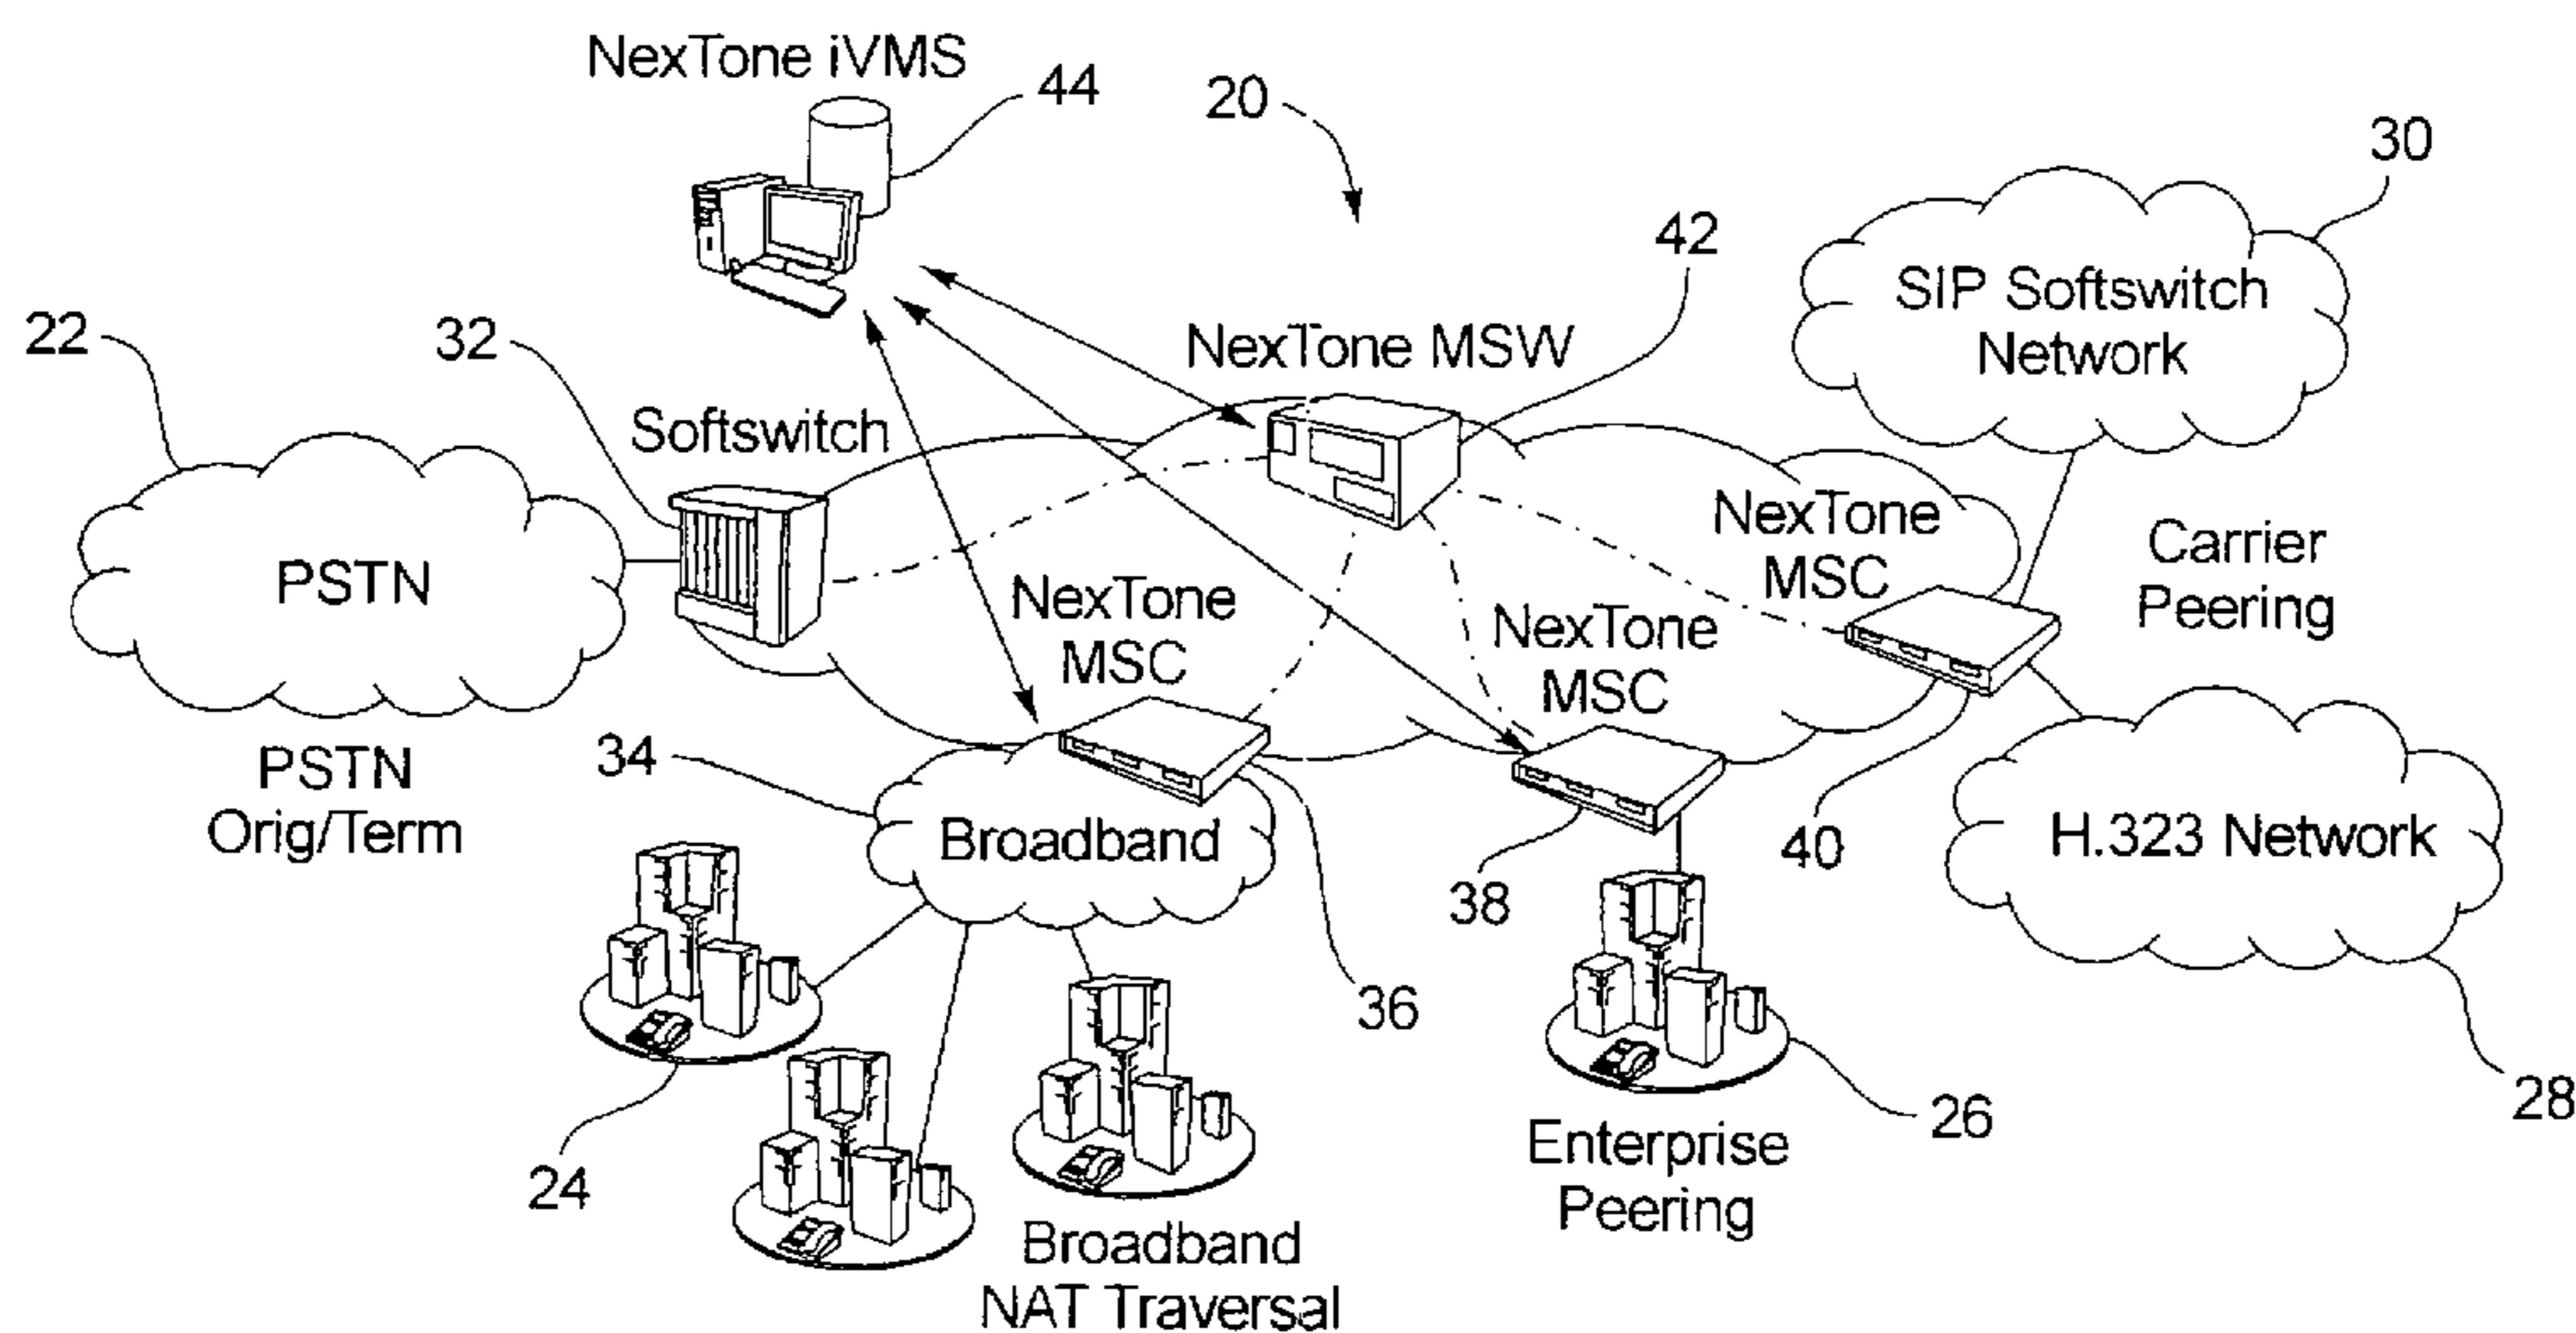 NexTone iVMS
44
20
30
42
SIP Softswitch
Network
22
32
NexTone MSW
Softswitch
NexTone
MSC
Carrier
Peering
PSTN
NexTone
MSC
NexTone
MSC
PSTN
Orig/Term
34
Broadband
38
40
H.323 Network
36
24
26
28
Enterprise
Peering
Broadband
NAT Traversal